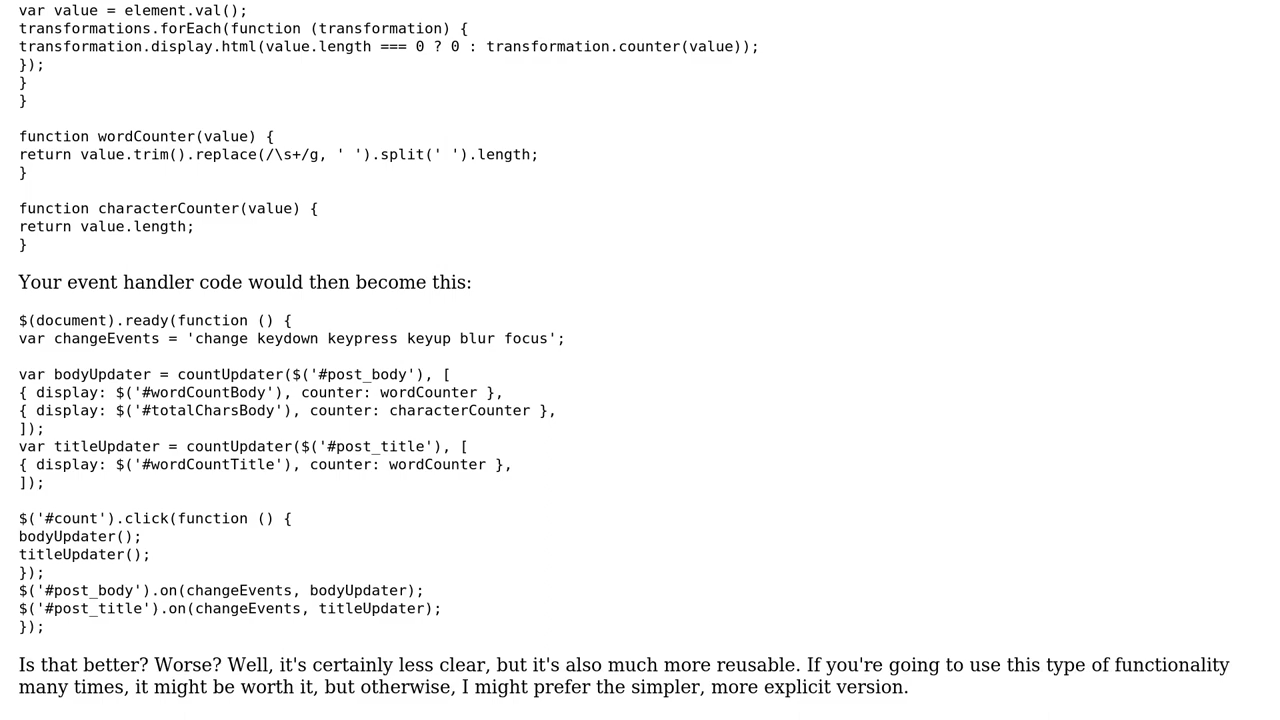 var value = element.val();
transformations.forEach(function (transformation) {
transformation.display.html(value.length === 0 ? 0 : transformation.counter(value));
});
}
}

function wordCounter(value) {
return value.trim().replace(/\s+/g, ' ').split(' ').length;
}

function characterCounter(value) {
return value.length;
}

Your event handler code would then become this:

$(document).ready(function () {
var changeEvents = 'change keydown keypress keyup blur focus';

var bodyUpdater = countUpdater($('#post_body'), [
{ display: $('#wordCountBody'), counter: wordCounter },
{ display: $('#totalCharsBody'), counter: characterCounter },
]);
var titleUpdater = countUpdater($('#post_title'), [
{ display: $('#wordCountTitle'), counter: wordCounter },
]);

$('#count').click(function () {
bodyUpdater();
titleUpdater();
});
$('#post_body').on(changeEvents, bodyUpdater);
$('#post_title').on(changeEvents, titleUpdater);
});

Is that better? Worse? Well, it's certainly less clear, but it's also much more reusable. If you're going to use this type of functionality
many times, it might be worth it, but otherwise, I might prefer the simpler, more explicit version.